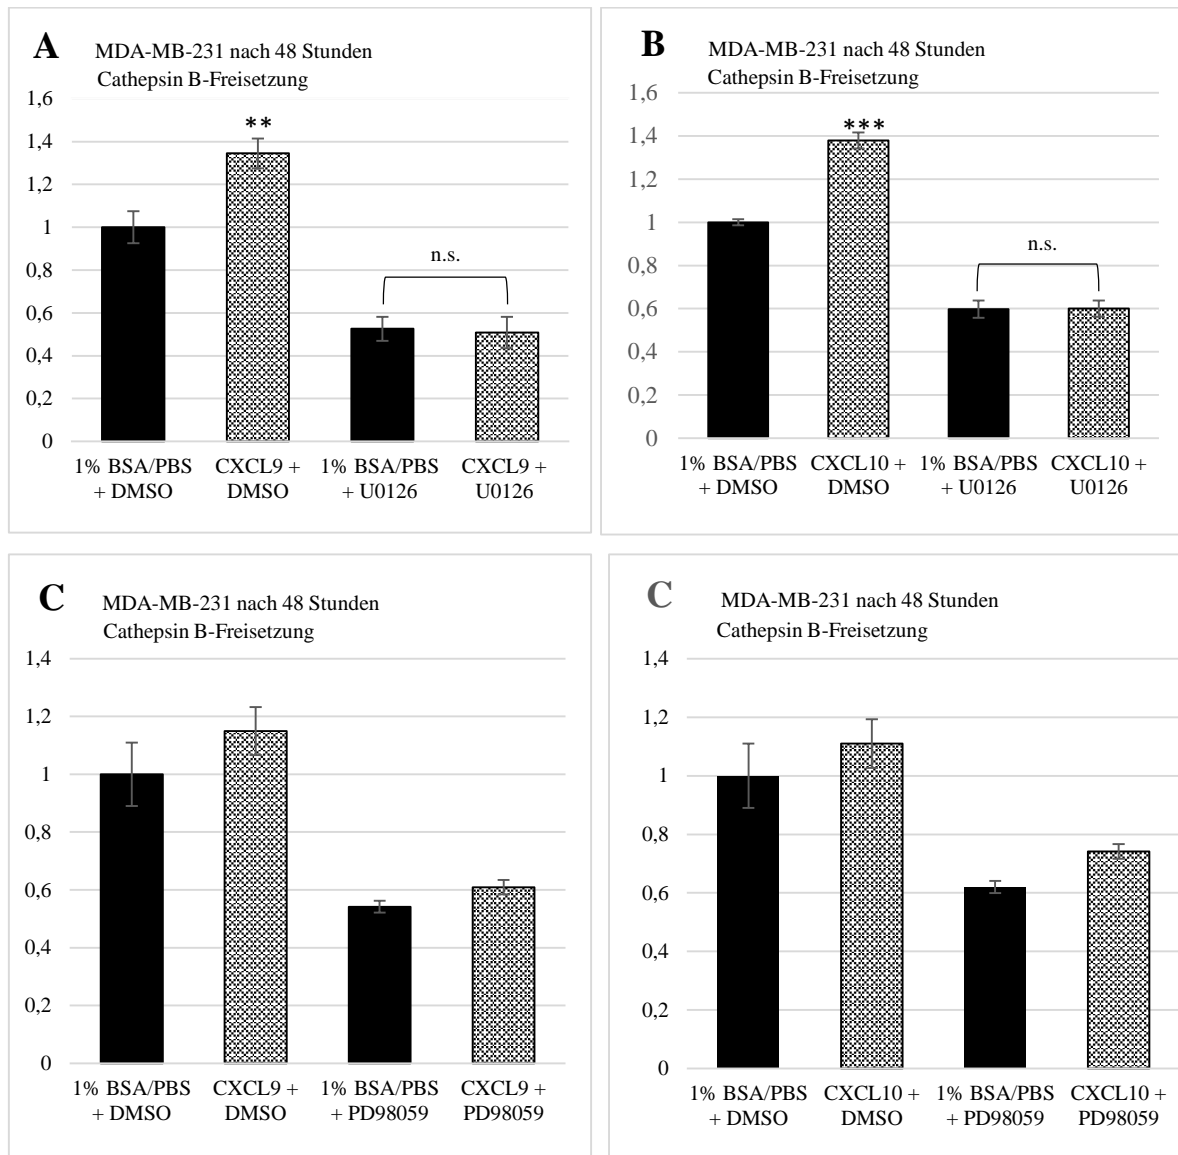 A
MDA-MB-231 nach 48 Stunden
Cathepsin B-Freisetzung
1,6
1,4
1,2
1
0,8
0,6
0,4
0,2
0
**
n.s.
1% BSA/PBS + DMSO
CXCL9 + DMSO
1% BSA/PBS + U0126
CXCL9 + U0126
B
MDA-MB-231 nach 48 Stunden
Cathepsin B-Freisetzung
1,6
1,4
1,2
1
0,8
0,6
0,4
0,2
0
***
n.s.
1% BSA/PBS + DMSO
CXCL10 + DMSO
1% BSA/PBS + U0126
CXCL10 + U0126
C
MDA-MB-231 nach 48 Stunden
Cathepsin B-Freisetzung
1,4
1,2
1
0,8
0,6
0,4
0,2
0
1% BSA/PBS + DMSO
CXCL9 + DMSO
1% BSA/PBS + PD98059
CXCL9 + PD98059
C
MDA-MB-231 nach 48 Stunden
Cathepsin B-Freisetzung
1,4
1,2
1
0,8
0,6
0,4
0,2
0
1% BSA/PBS + DMSO
CXCL10 + DMSO
1% BSA/PBS + PD98059
CXCL10 + PD98059